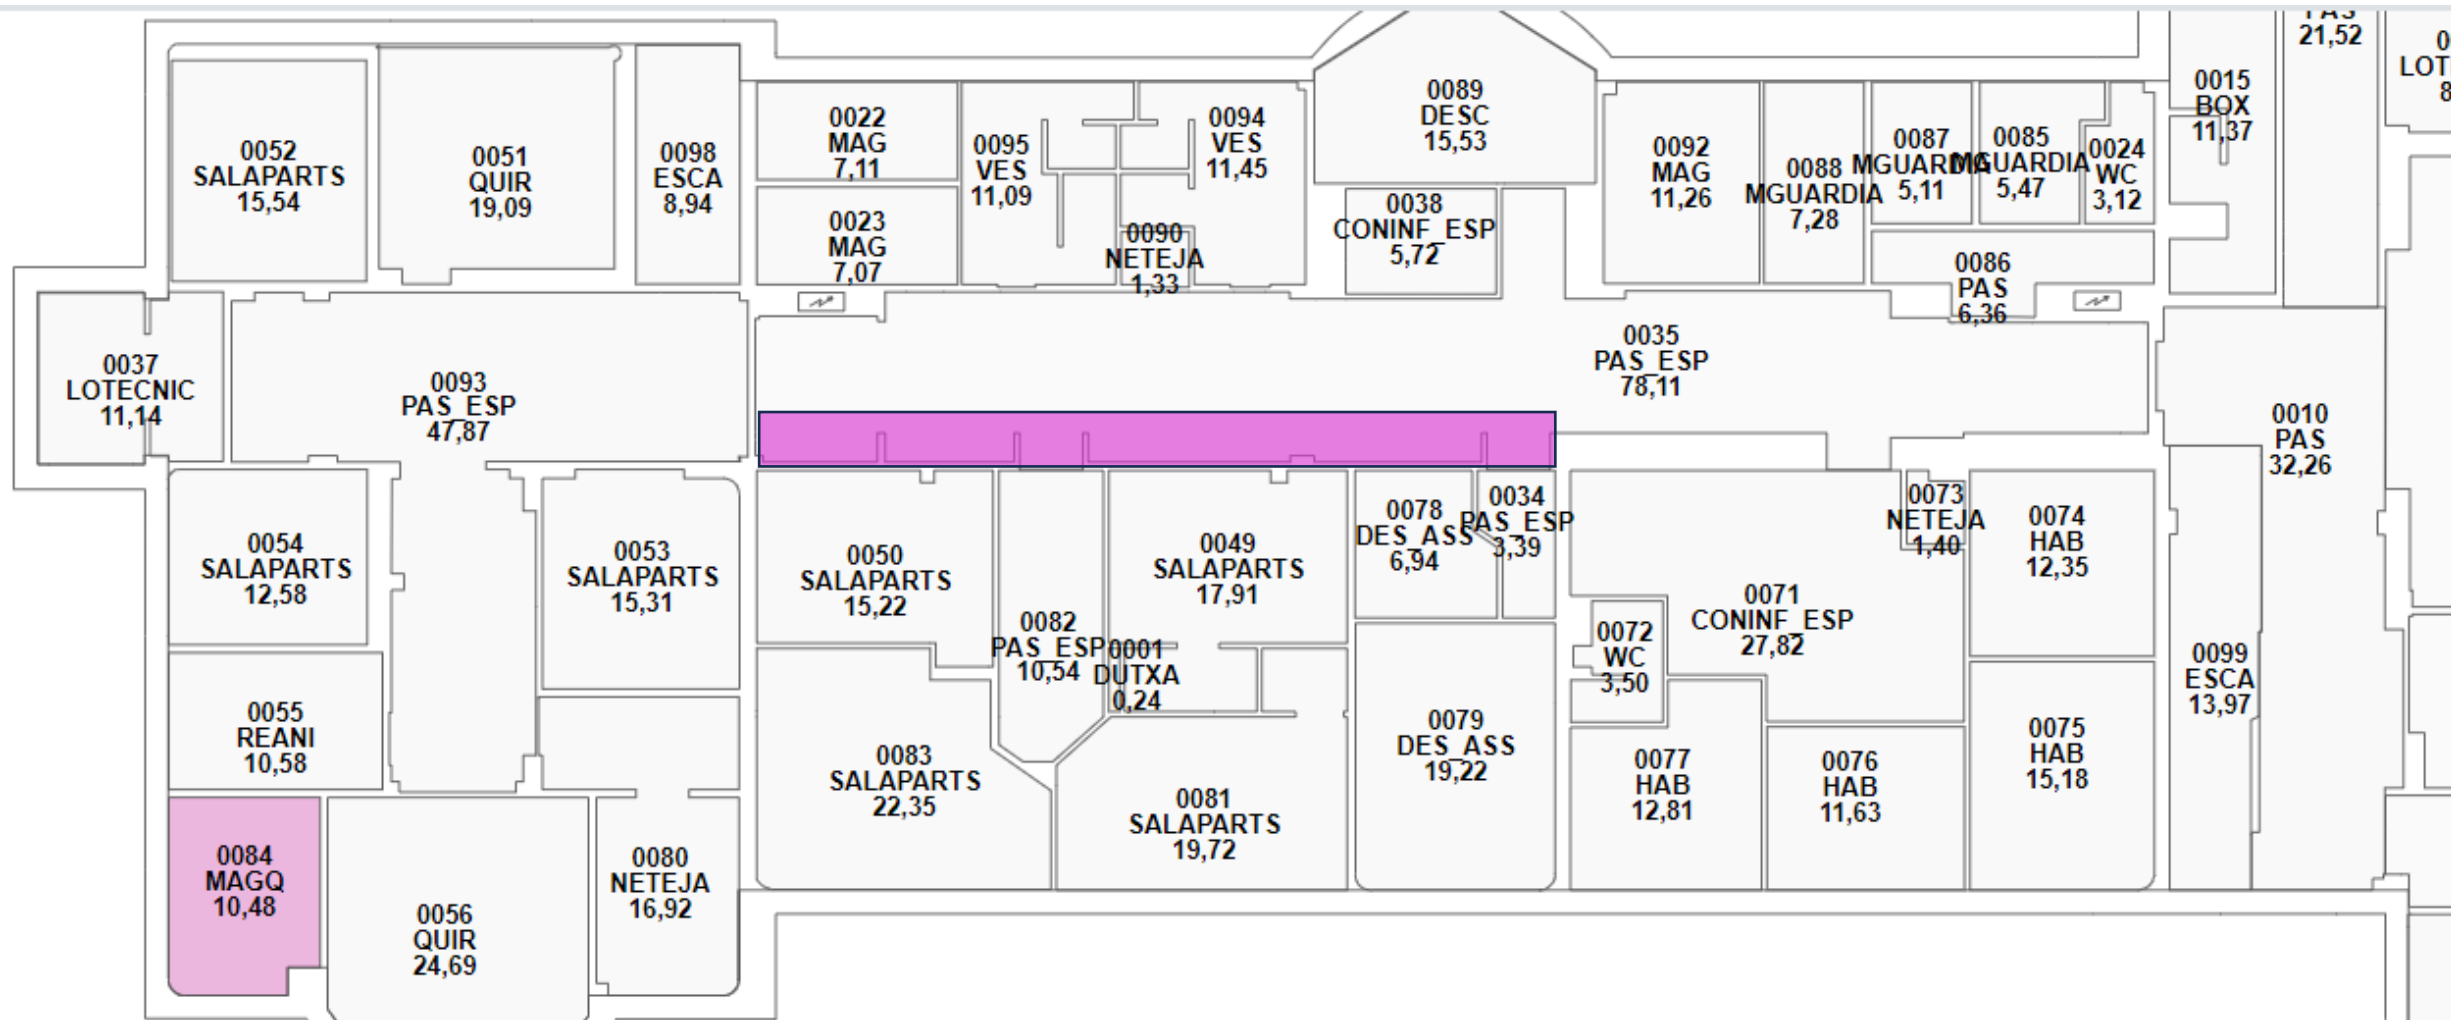 PAS
21,52
0015
BOX
11,37
0052
SALAPARTS
15,54
0051
QUIR
19,09
0098
ESCA
8,94
0022
MAG
7,11
0023
MAG
7,07
0095
VES
11,09
0094
VES
11,45
0090
NETEJA
1,33
0089
DESC
15,53
0038
CONINF_ESP
5,72
0092
MAG
11,26
0088
MGUARDIA
7,28
0087
MGUARDIA
5,11
0085
MGUARDIA
5,47
0024
WC
3,12
0086
PAS
6,36
0037
LOTECNIC
11,14
0093
PAS_ESP
47,87
0035
PAS_ESP
78,11
0010
PAS
32,26
0054
SALAPARTS
12,58
0053
SALAPARTS
15,31
0050
SALAPARTS
15,22
0082
PAS_ESP
10,54
0049
SALAPARTS
17,91
0001
DUTXA
0,24
0078
DES_ASS
6,94
0034
PAS_ESP
3,39
0071
CONINF_ESP
27,82
0072
WC
3,50
0073
NETEJA
1,40
0074
HAB
12,35
0099
ESCA
13,97
0055
REANI
10,58
0083
SALAPARTS
22,35
0081
SALAPARTS
19,72
0079
DES_ASS
19,22
0077
HAB
12,81
0076
HAB
11,63
0075
HAB
15,18
0084
MAGQ
10,48
0056
QUIR
24,69
0080
NETEJA
16,92